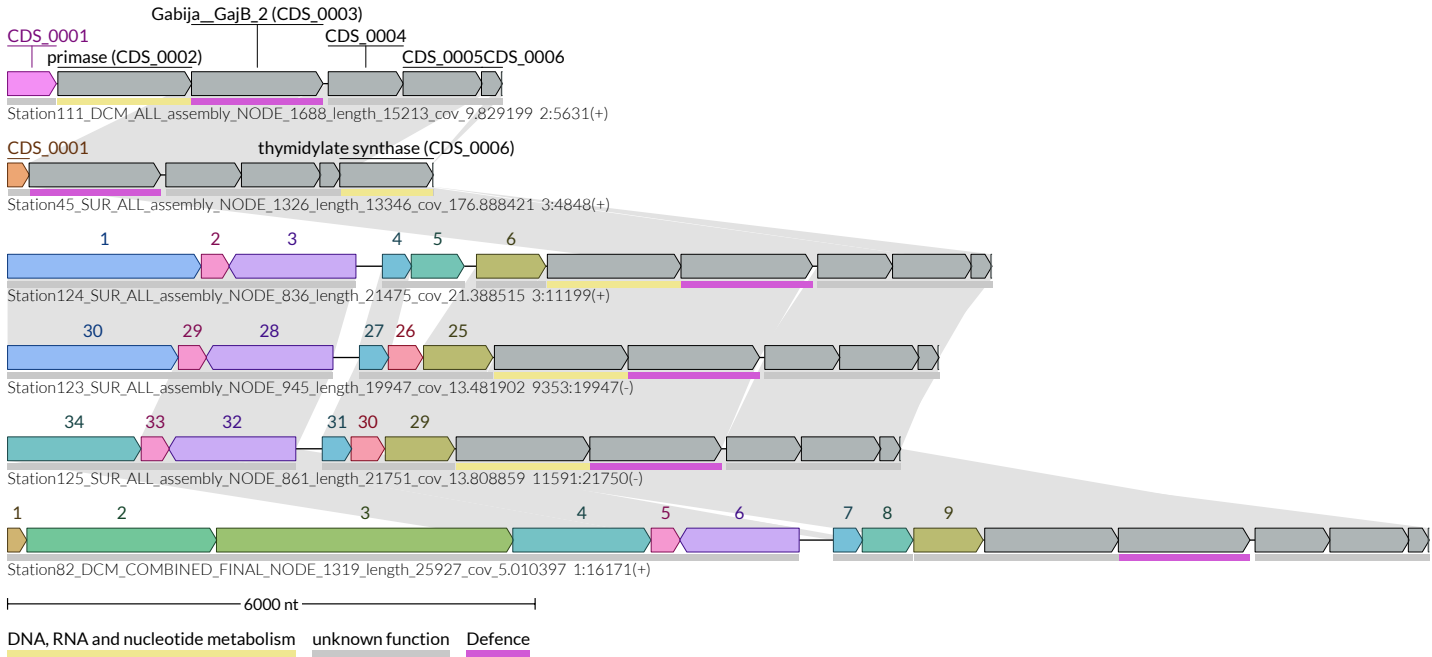 Gabija__GajB_2 (CDS_0003)
CDS_0001 CDS_0004
primase (CDS_0002) CDS_0005CDS_0006
Station111_DCM_ALL_assembly_NODE_1688_length_15213_cov_9.829199 2:5631(+)
CDS_0001 thymidylate synthase (CDS_0006)
Station45_SUR_ALL_assembly_NODE_1326_length_13346_cov_176.888421 3:4848(+)
1 2 3 4 5 6
Station124_SUR_ALL_assembly_NODE_836_length_21475_cov_21.388515 3:11199(+)
30 29 28 27 26 25
Station123_SUR_ALL_assembly_NODE_945_length_19947_cov_13.481902 9353:19947(-)
34 33 32 31 30 29
Station125_SUR_ALL_assembly_NODE_861_length_21751_cov_13.808859 11591:21750(-)
1 2 3 4 5 6 7 8 9
Station82_DCM_COMBINED_FINAL_NODE_1319_length_25927_cov_5.010397 1:16171(+)
6000 nt
DNA, RNA and nucleotide metabolism unknown function Defence